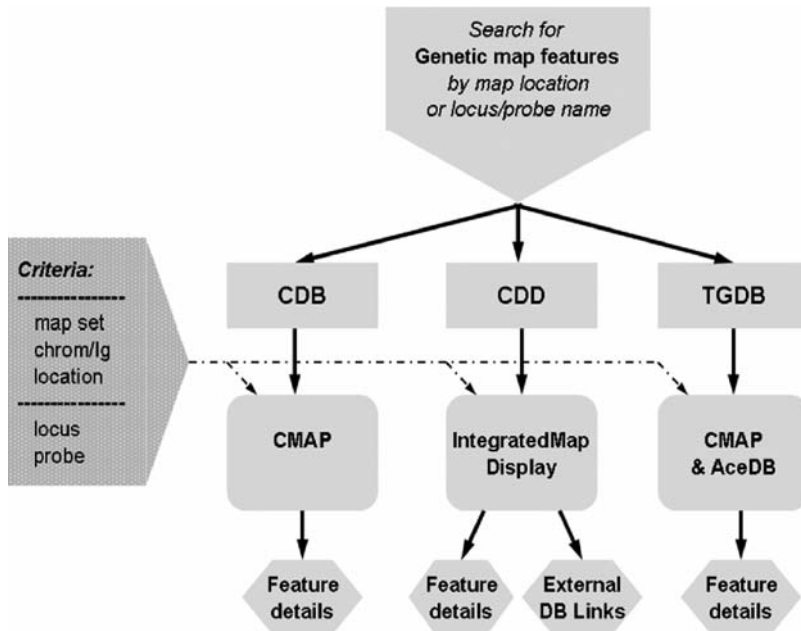 Search for
Genetic map features
by map location
or locus/probe name
Criteria:
map set
chrom/lg
location
locus
probe
CDB
CDD
TGDB
CMAP
IntegratedMap
Display
CMAP
& AceDB
Feature
details
Feature
details
External
DB Links
Feature
details